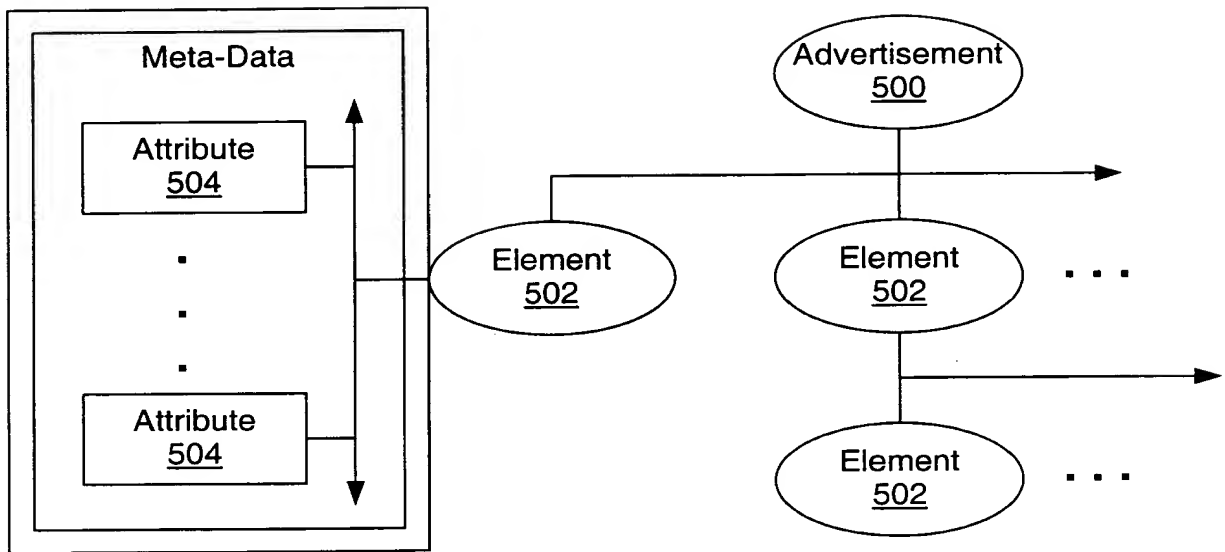 Meta-Data
Attribute
504
Attribute
504
Element
502
Advertisement
500
Element
502
Element
502